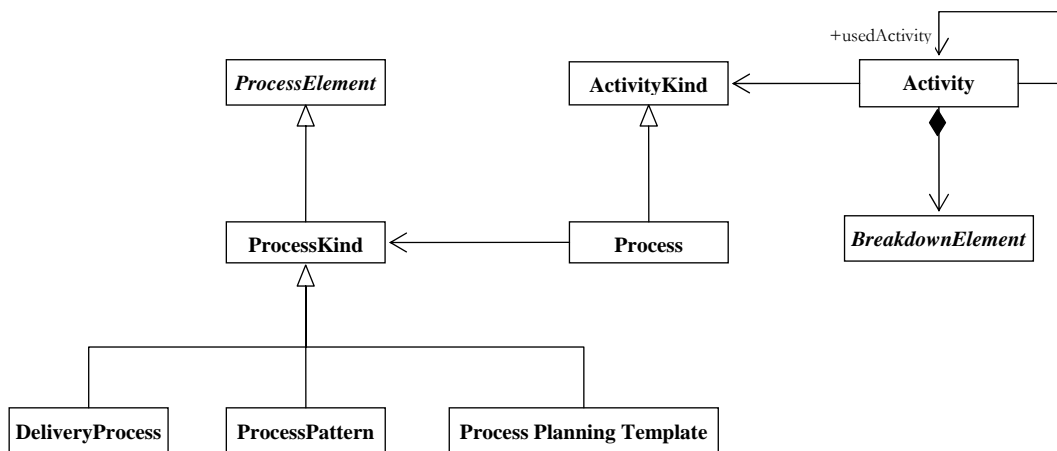 +usedActivity
ProcessElement
ActivityKind
Activity
ProcessKind
Process
BreakdownElement
DeliveryProcess
ProcessPattern
Process Planning Template